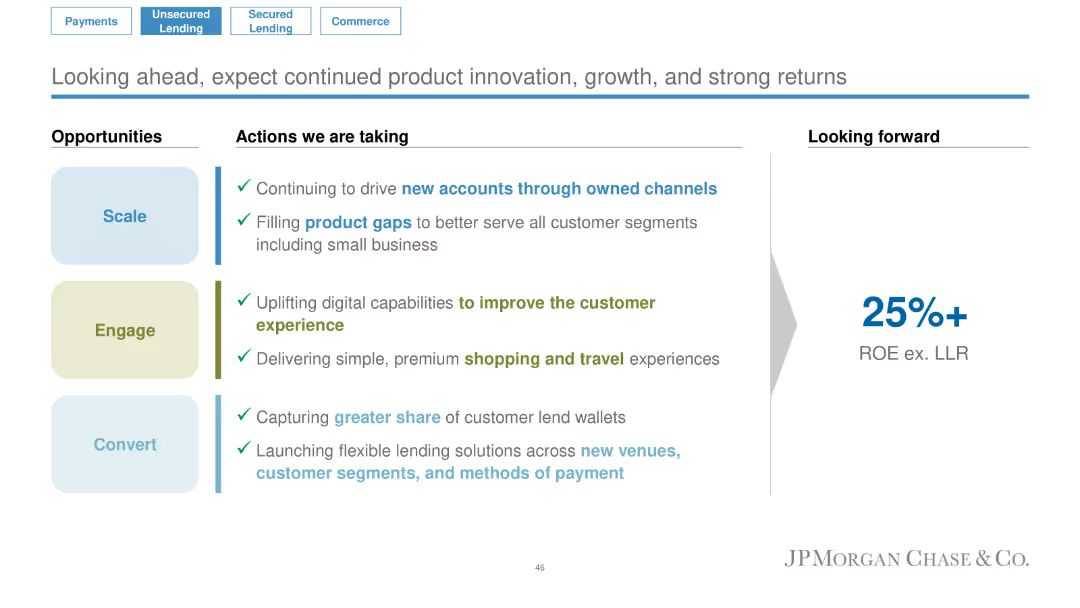 Payments
Unsecured
Lending
Secured
Lending
Commerce
Looking ahead, expect continued product innovation, growth, and strong returns
Opportunities
Actions we are taking
Looking forward
Scale
✓ Continuing to drive new accounts through owned channels
✓ Filling product gaps to better serve all customer segments
including small business
Engage
✓ Uplifting digital capabilities to improve the customer
experience
✓ Delivering simple, premium shopping and travel experiences
Convert
✓ Capturing greater share of customer lend wallets
✓ Launching flexible lending solutions across new venues,
customer segments, and methods of payment
25%+
ROE ex. LLR
46
JPMORGAN CHASE & CO.